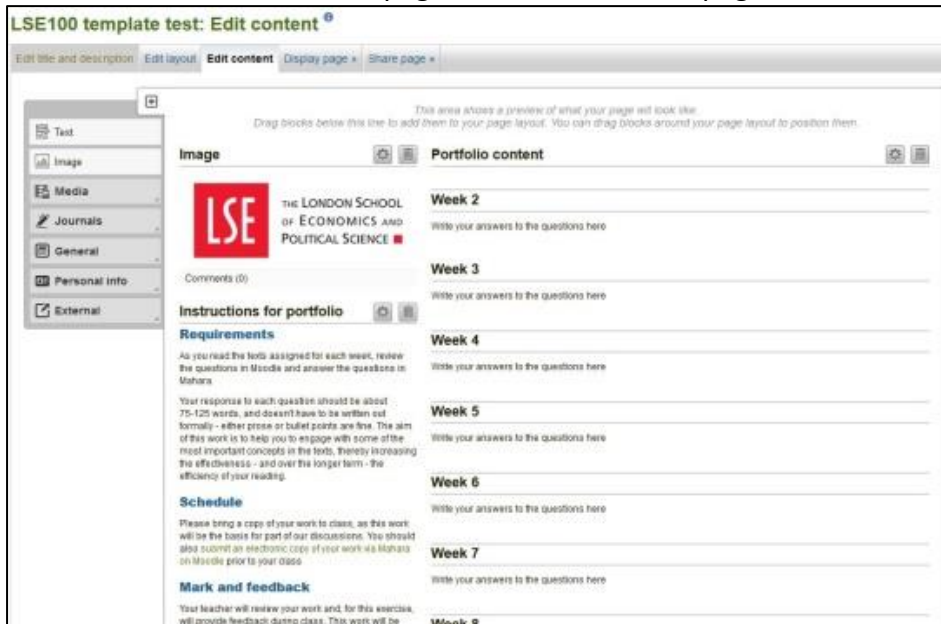 LSE100 template test: Edit content
Edit title and description Edit layout Edit content Display page » Share page »
This area shows a preview of what your page will look like.
Drag blocks below this line to add them to your page layout. You can drag blocks around your page layout to position them.
Text
Image
Media
Journals
General
Personal info
External
Image
LSE
THE LONDON SCHOOL
OF ECONOMICS AND
POLITICAL SCIENCE
Comments (0)
Instructions for portfolio
Requirements
As you read the texts assigned for each week, review
the questions in Moodle and answer the questions in
Mahara
Your response to each question should be about
75-125 words, and doesn't have to be written out
formally - either prose or bullet points are fine. The aim
of this work is to help you to engage with some of the
most important concepts in the texts, thereby increasing
the effectiveness - and over the longer term - the
efficiency of your reading.
Schedule
Please bring a copy of your work to class, as this work
will be the basis for part of our discussions. You should
also submit an electronic copy of your work via Mahara
on Moodle prior to your class
Mark and feedback
Your teacher will review your work and, for this exercise,
will provide feedback during class. This work will be
Portfolio content
Week 2
Write your answers to the questions here
Week 3
Write your answers to the questions here
Week 4
Write your answers to the questions here
Week 5
Write your answers to the questions here
Week 6
Write your answers to the questions here
Week 7
Write your answers to the questions here
Week 8